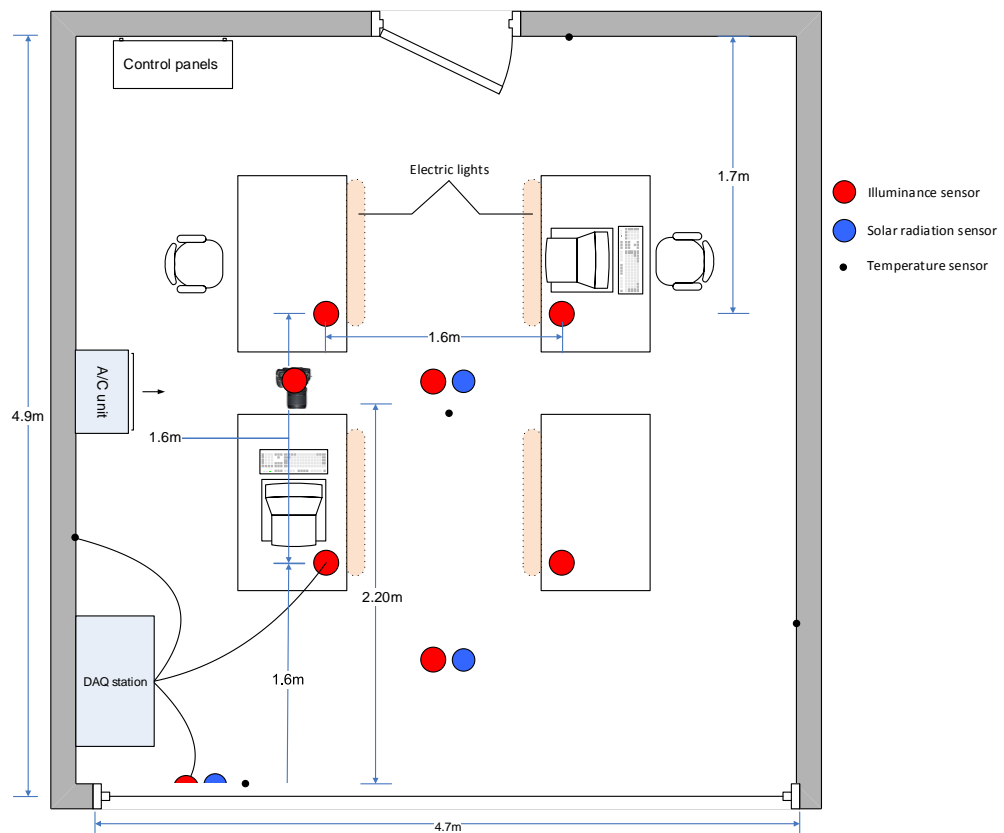 Control panels
Electric lights
1.7m
Illuminance sensor
Solar radiation sensor
Temperature sensor
1.6m
A/C unit
4.9m
1.6m
2.20m
DAQ station
1.6m
4.7m